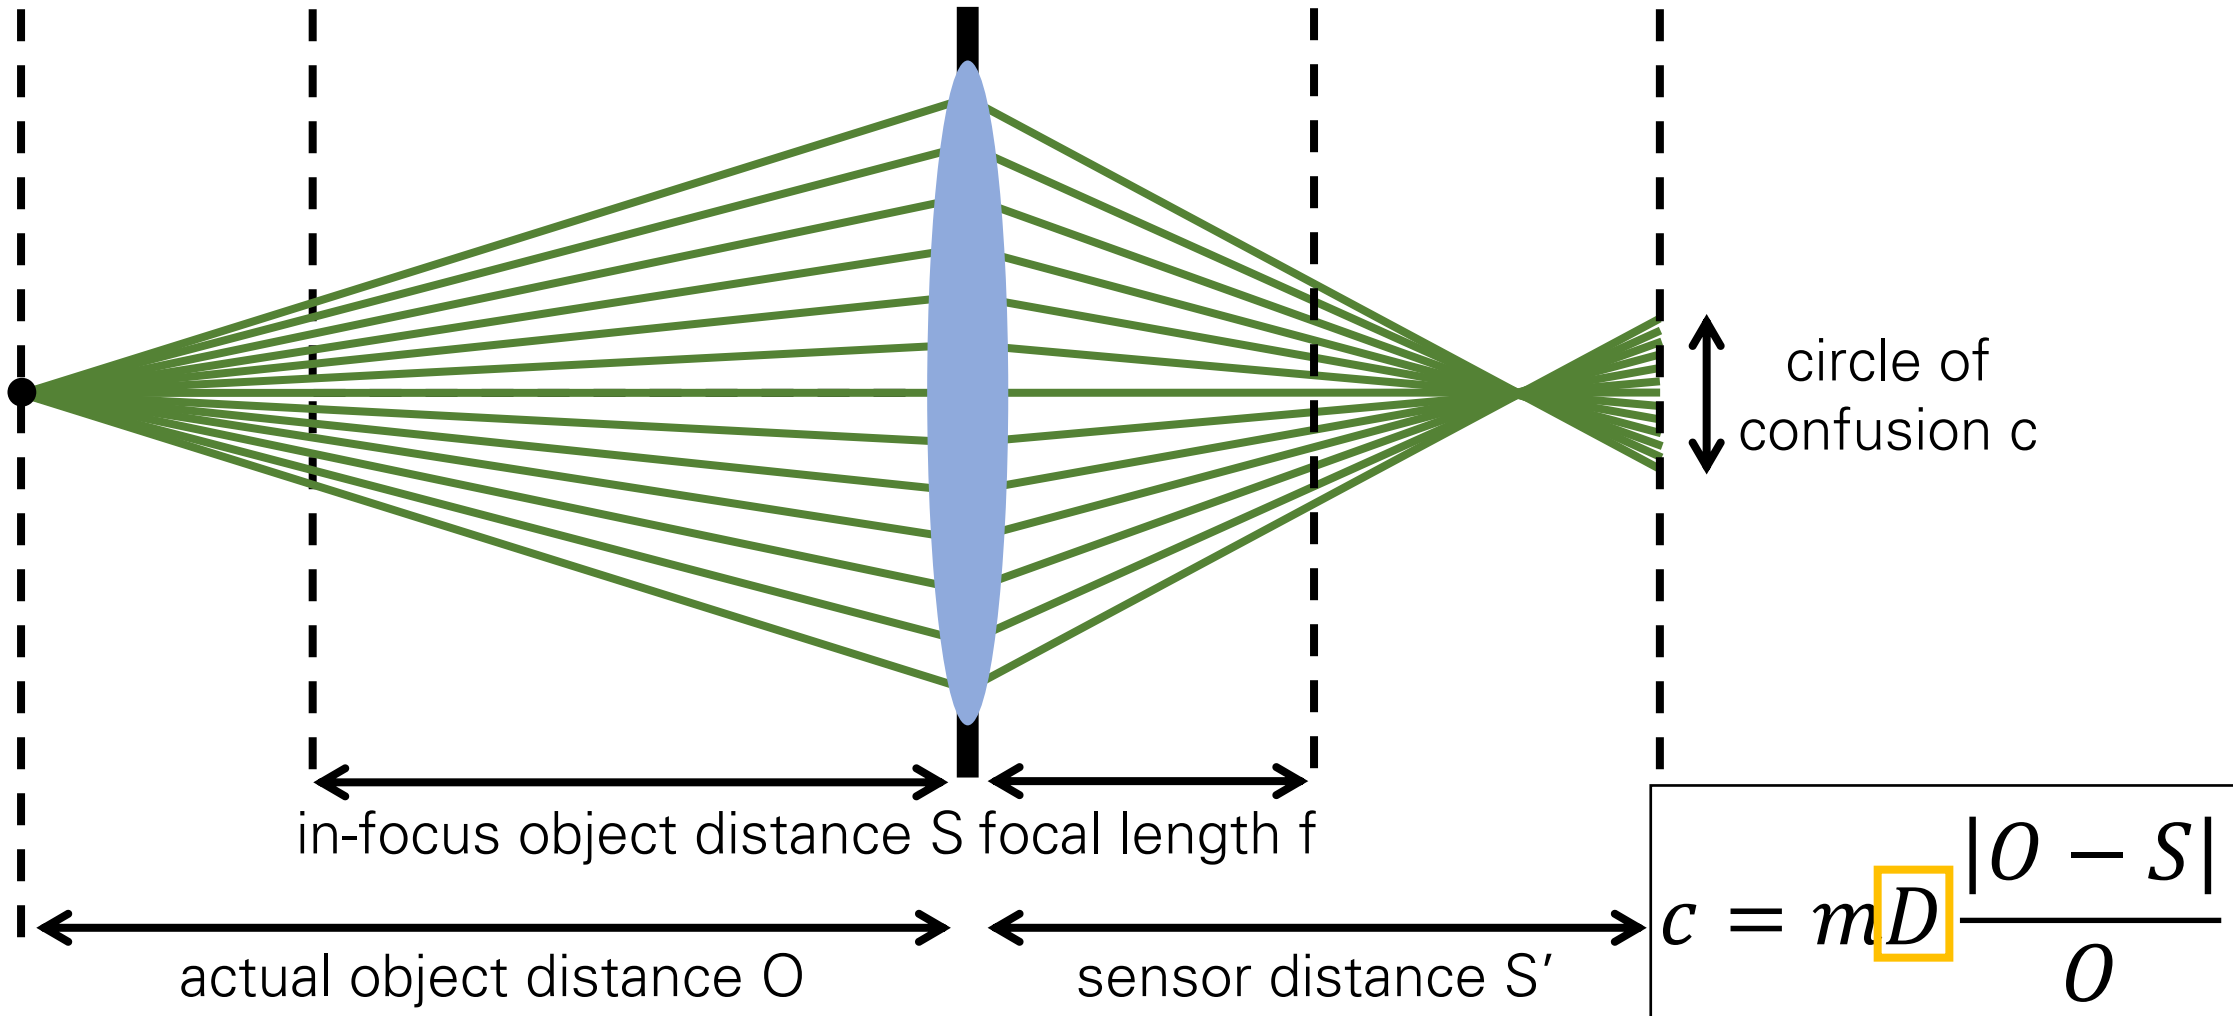 circle of
confusion c
in-focus object distance S
focal length f
actual object distance O
sensor distance S’
c = mD |O − S| / O